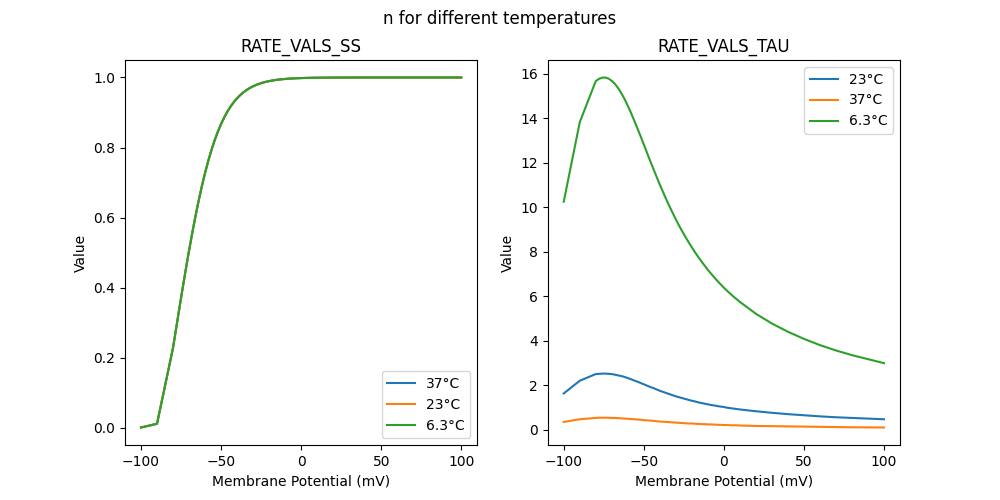 n for different temperatures
RATE_VALS_SS
Value
1.0
0.8
0.6
0.4
0.2
0.0
37°C
23°C
6.3°C
−100
−50
0
50
100
Membrane Potential (mV)
RATE_VALS_TAU
Value
16
14
12
10
8
6
4
2
0
23°C
37°C
6.3°C
−100
−50
0
50
100
Membrane Potential (mV)